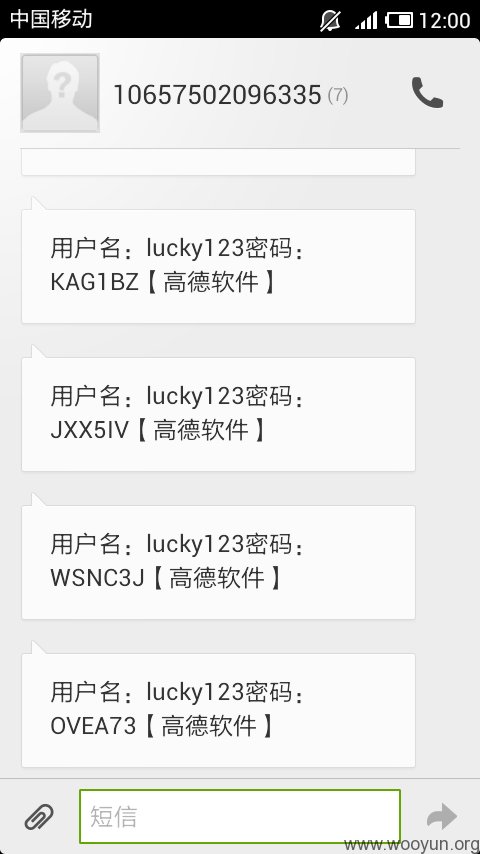 中国移动 12:00
10657502096335 (7)
用户名：lucky123密码：
KAG1BZ【高德软件】
用户名：lucky123密码：
JXX5IV【高德软件】
用户名：lucky123密码：
WSNC3J【高德软件】
用户名：lucky123密码：
OVEA73【高德软件】
短信
www.wooyun.org